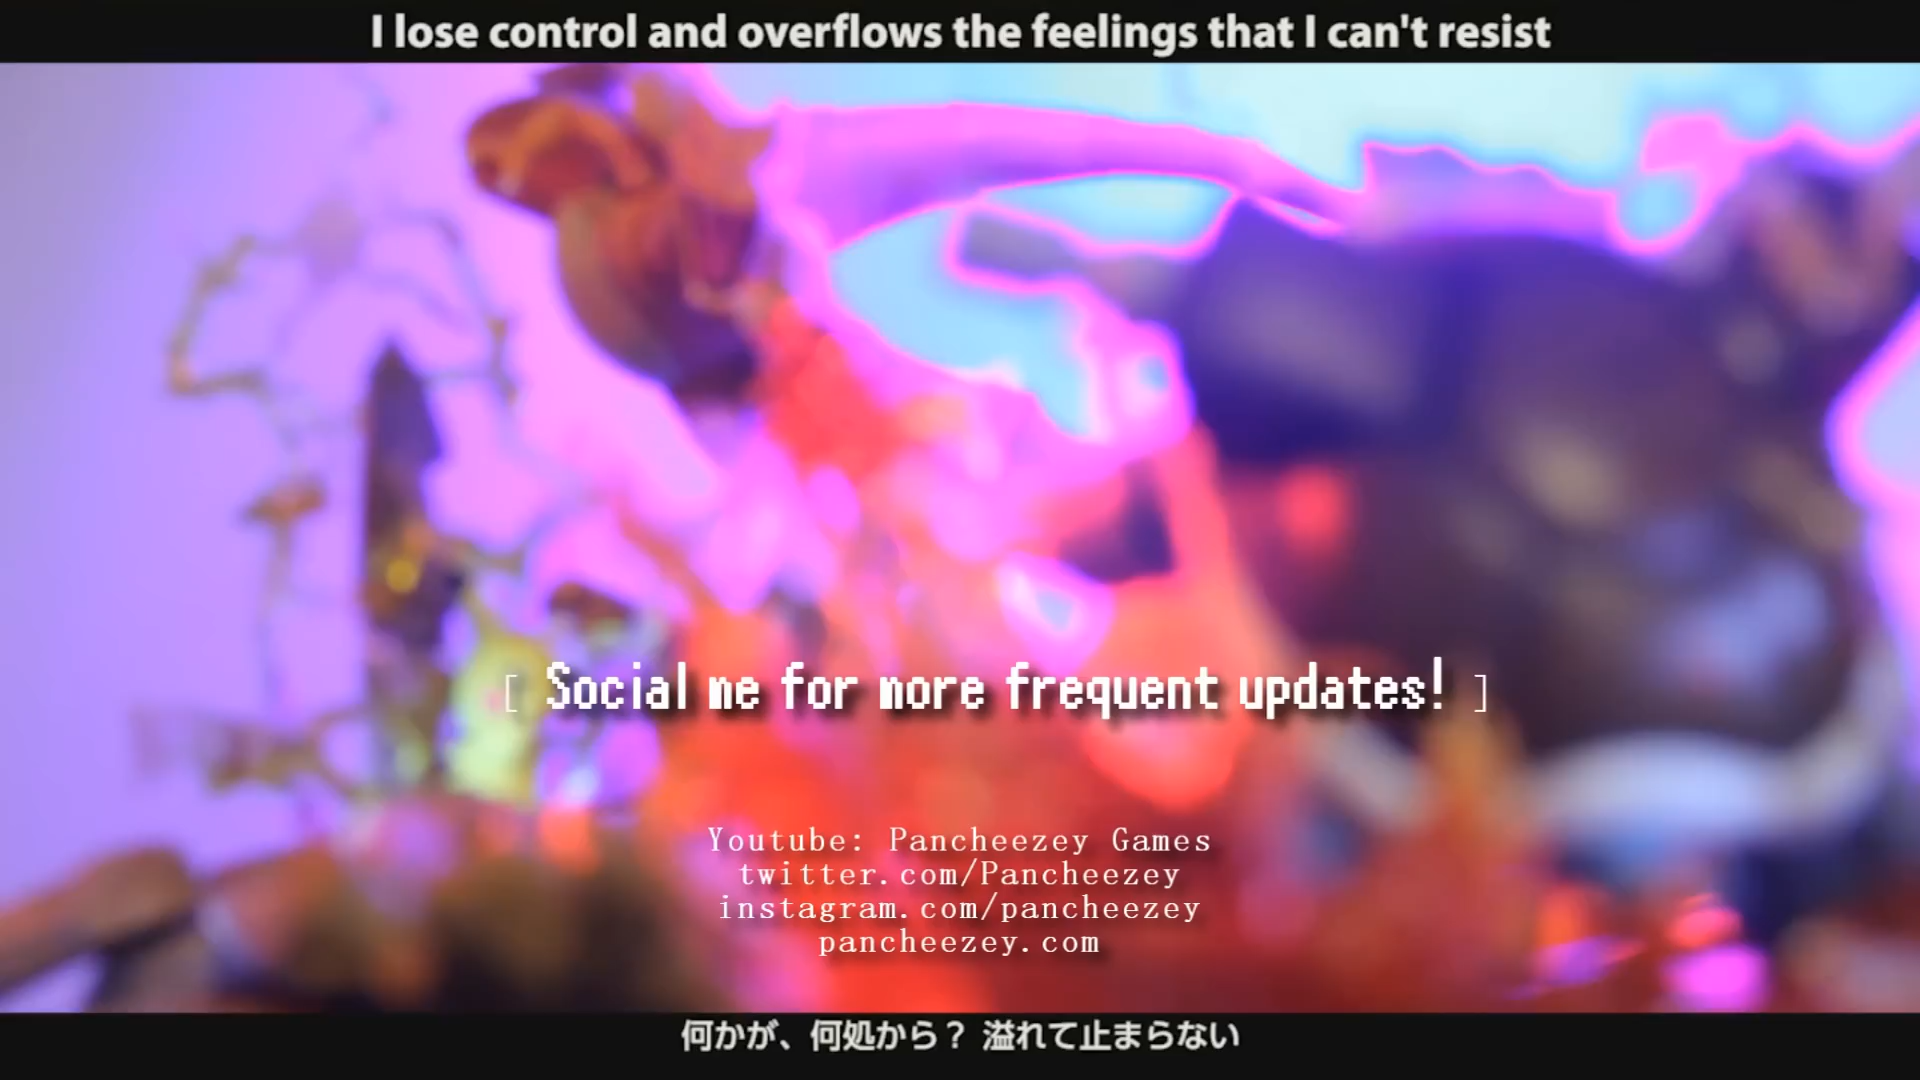 I lose control and overflows the feelings that I can't resist
[ Social me for more frequent updates! ]
Youtube: Pancheezey Games
twitter.com/Pancheezey
instagram.com/pancheezey
pancheezey.com
何かが、何処から？ 溢れて止まらない